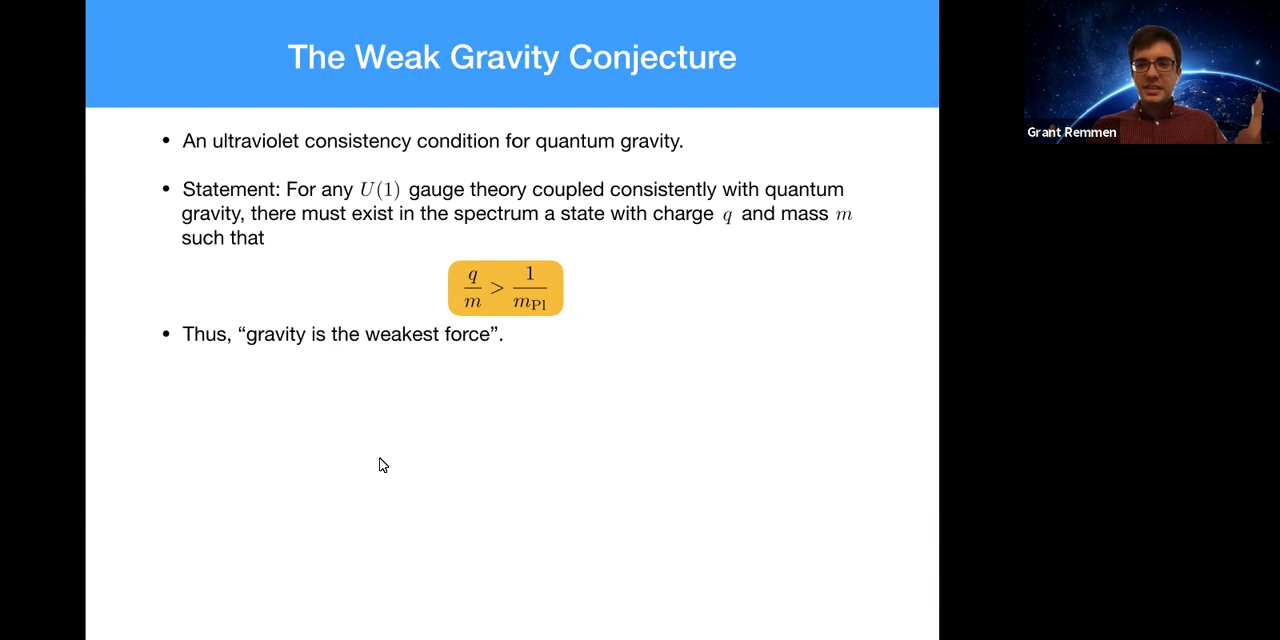 The Weak Gravity Conjecture
• An ultraviolet consistency condition for quantum gravity.
• Statement: For any U(1) gauge theory coupled consistently with quantum
gravity, there must exist in the spectrum a state with charge q and mass m
such that
q/m > 1/m_Pl
• Thus, “gravity is the weakest force”.
Grant Remmen